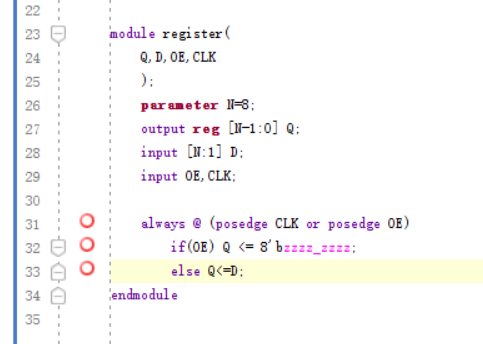 22
23 module register(
24 Q,D,OE,CLK
25 );
26 parameter N=8;
27 output reg [N-1:0] Q;
28 input [N:1] D;
29 input OE,CLK;
30
31 always @ (posedge CLK or posedge OE)
32 if(OE) Q <= 8'bzzzz_zzzz;
33 else Q<=D;
34 endmodule
35